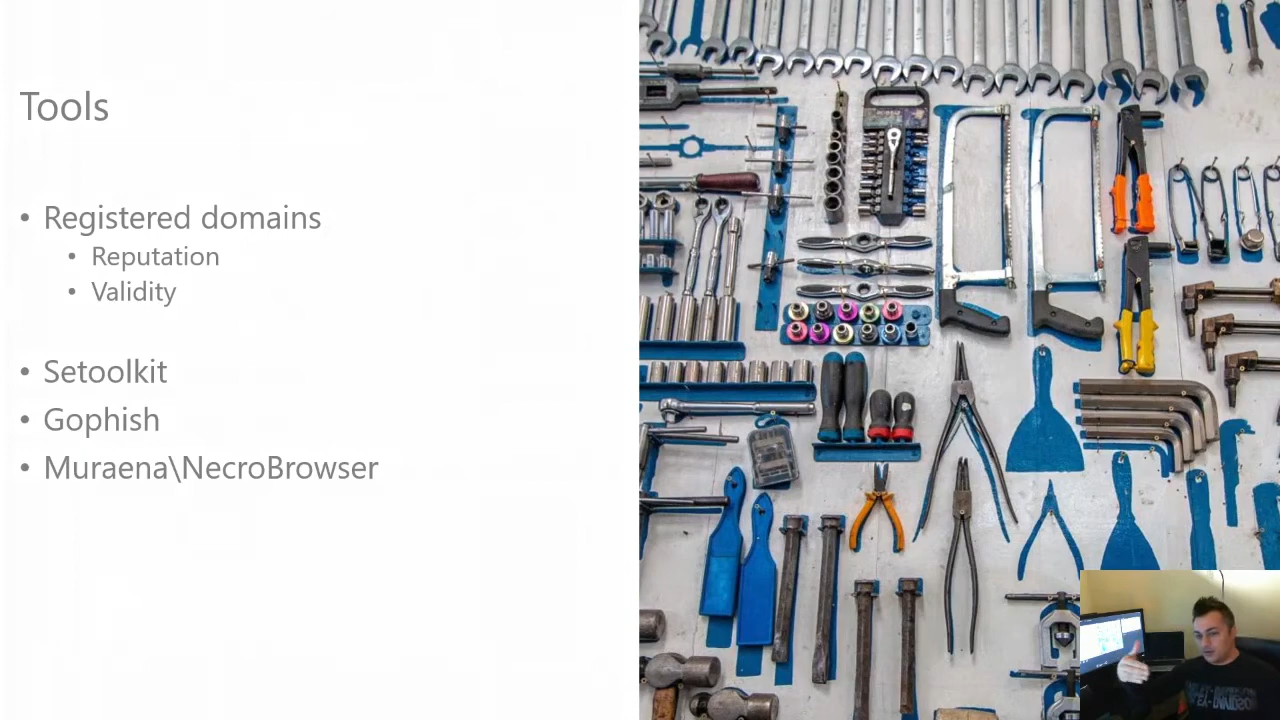 Tools
• Registered domains
• Reputation
• Validity
• Setoolkit
• Gophish
• Muraena\NecroBrowser